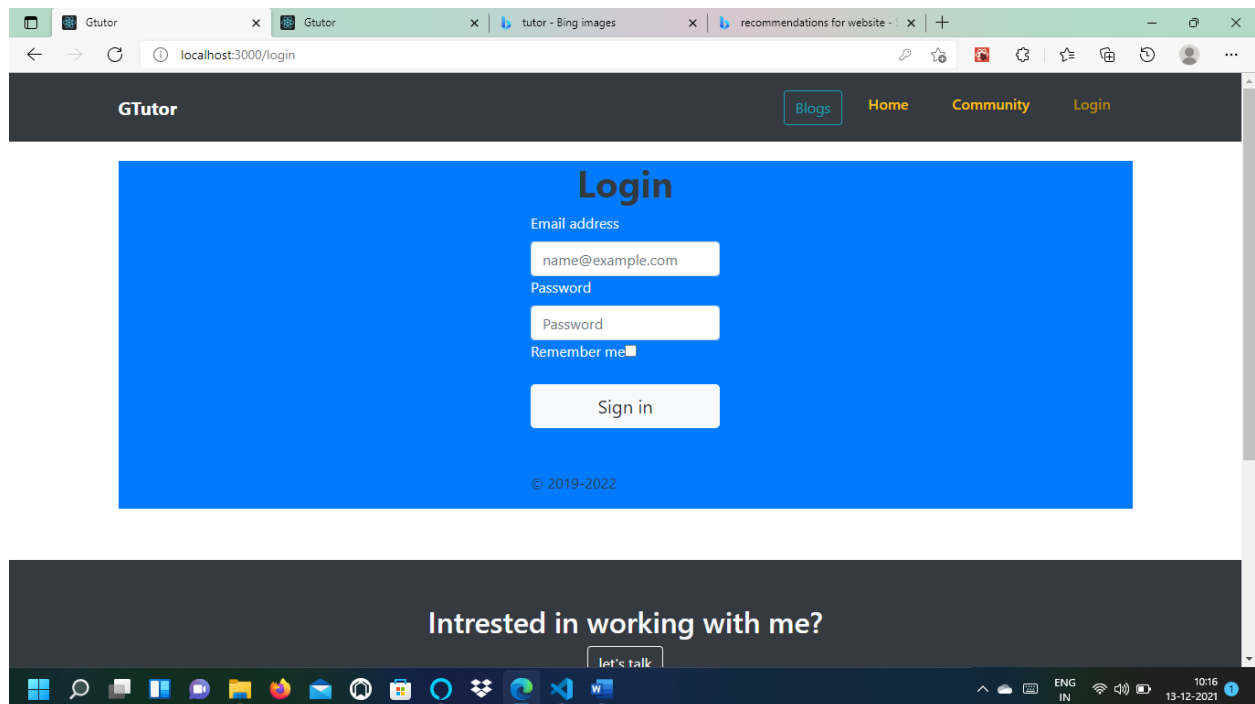 Gtutor
Gtutor
tutor - Bing images
recommendations for website -
localhost:3000/login
GTutor
Blogs
Home
Community
Login
Login
Email address
name@example.com
Password
Password
Remember me
Sign in
© 2019-2022
Intrested in working with me?
let's talk
ENG
IN
10:16
13-12-2021
1